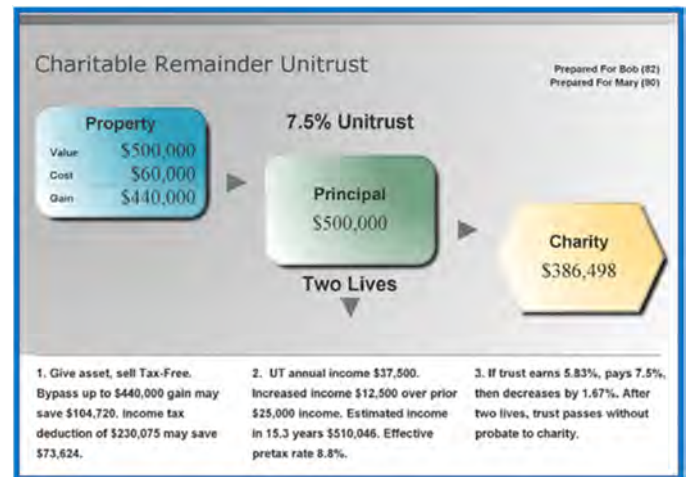 Charitable Remainder Unitrust
Prepared For Bob (82)
Prepared For Mary (80)
Property
Value $500,000
Cost $60,000
Gain $440,000
7.5% Unitrust
Principal
$500,000
Two Lives
Charity
$386,498
1. Give asset, sell Tax-Free.
Bypass up to $440,000 gain may
save $104,720. Income tax
deduction of $230,075 may save
$73,624.
2. UT annual income $37,500.
Increased income $12,500 over prior
$25,000 income. Estimated income
in 15.3 years $510,046. Effective
pretax rate 8.8%.
3. If trust earns 5.83%, pays 7.5%,
then decreases by 1.67%. After
two lives, trust passes without
probate to charity.